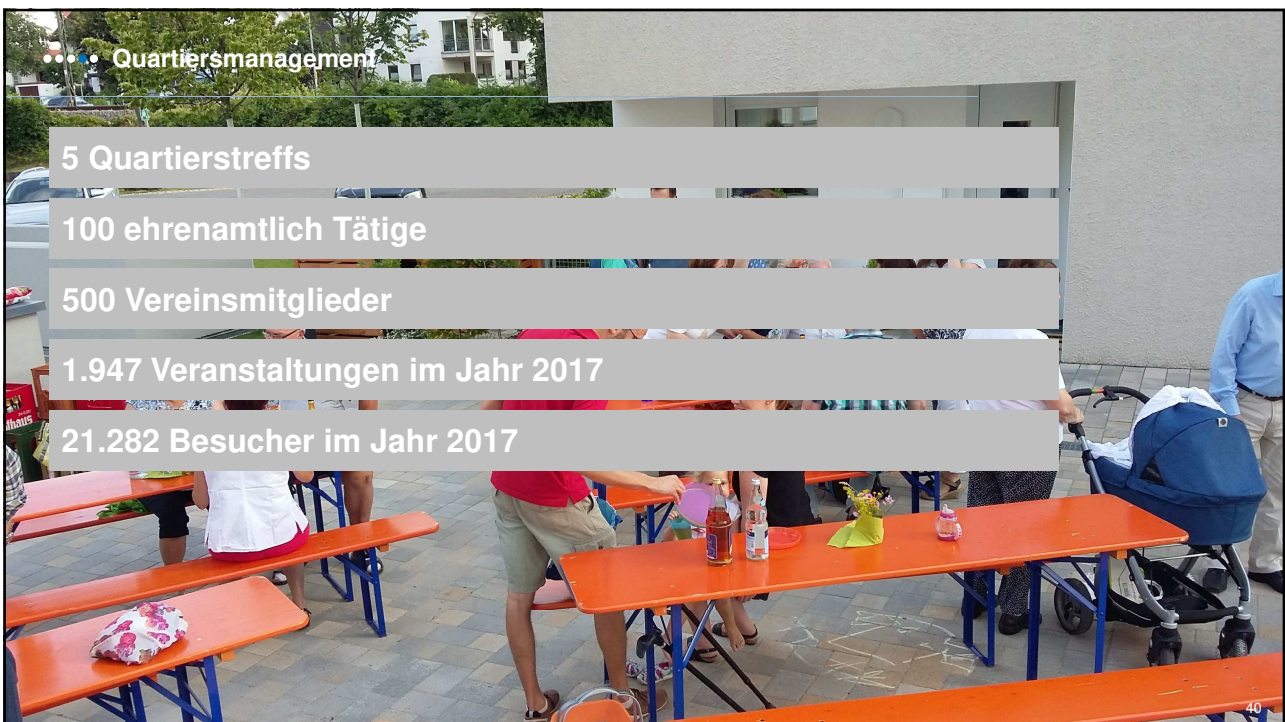 Quartiersmanagement
5 Quartierstreffs
100 ehrenamtlich Tätige
500 Vereinsmitglieder
1.947 Veranstaltungen im Jahr 2017
21.282 Besucher im Jahr 2017
40